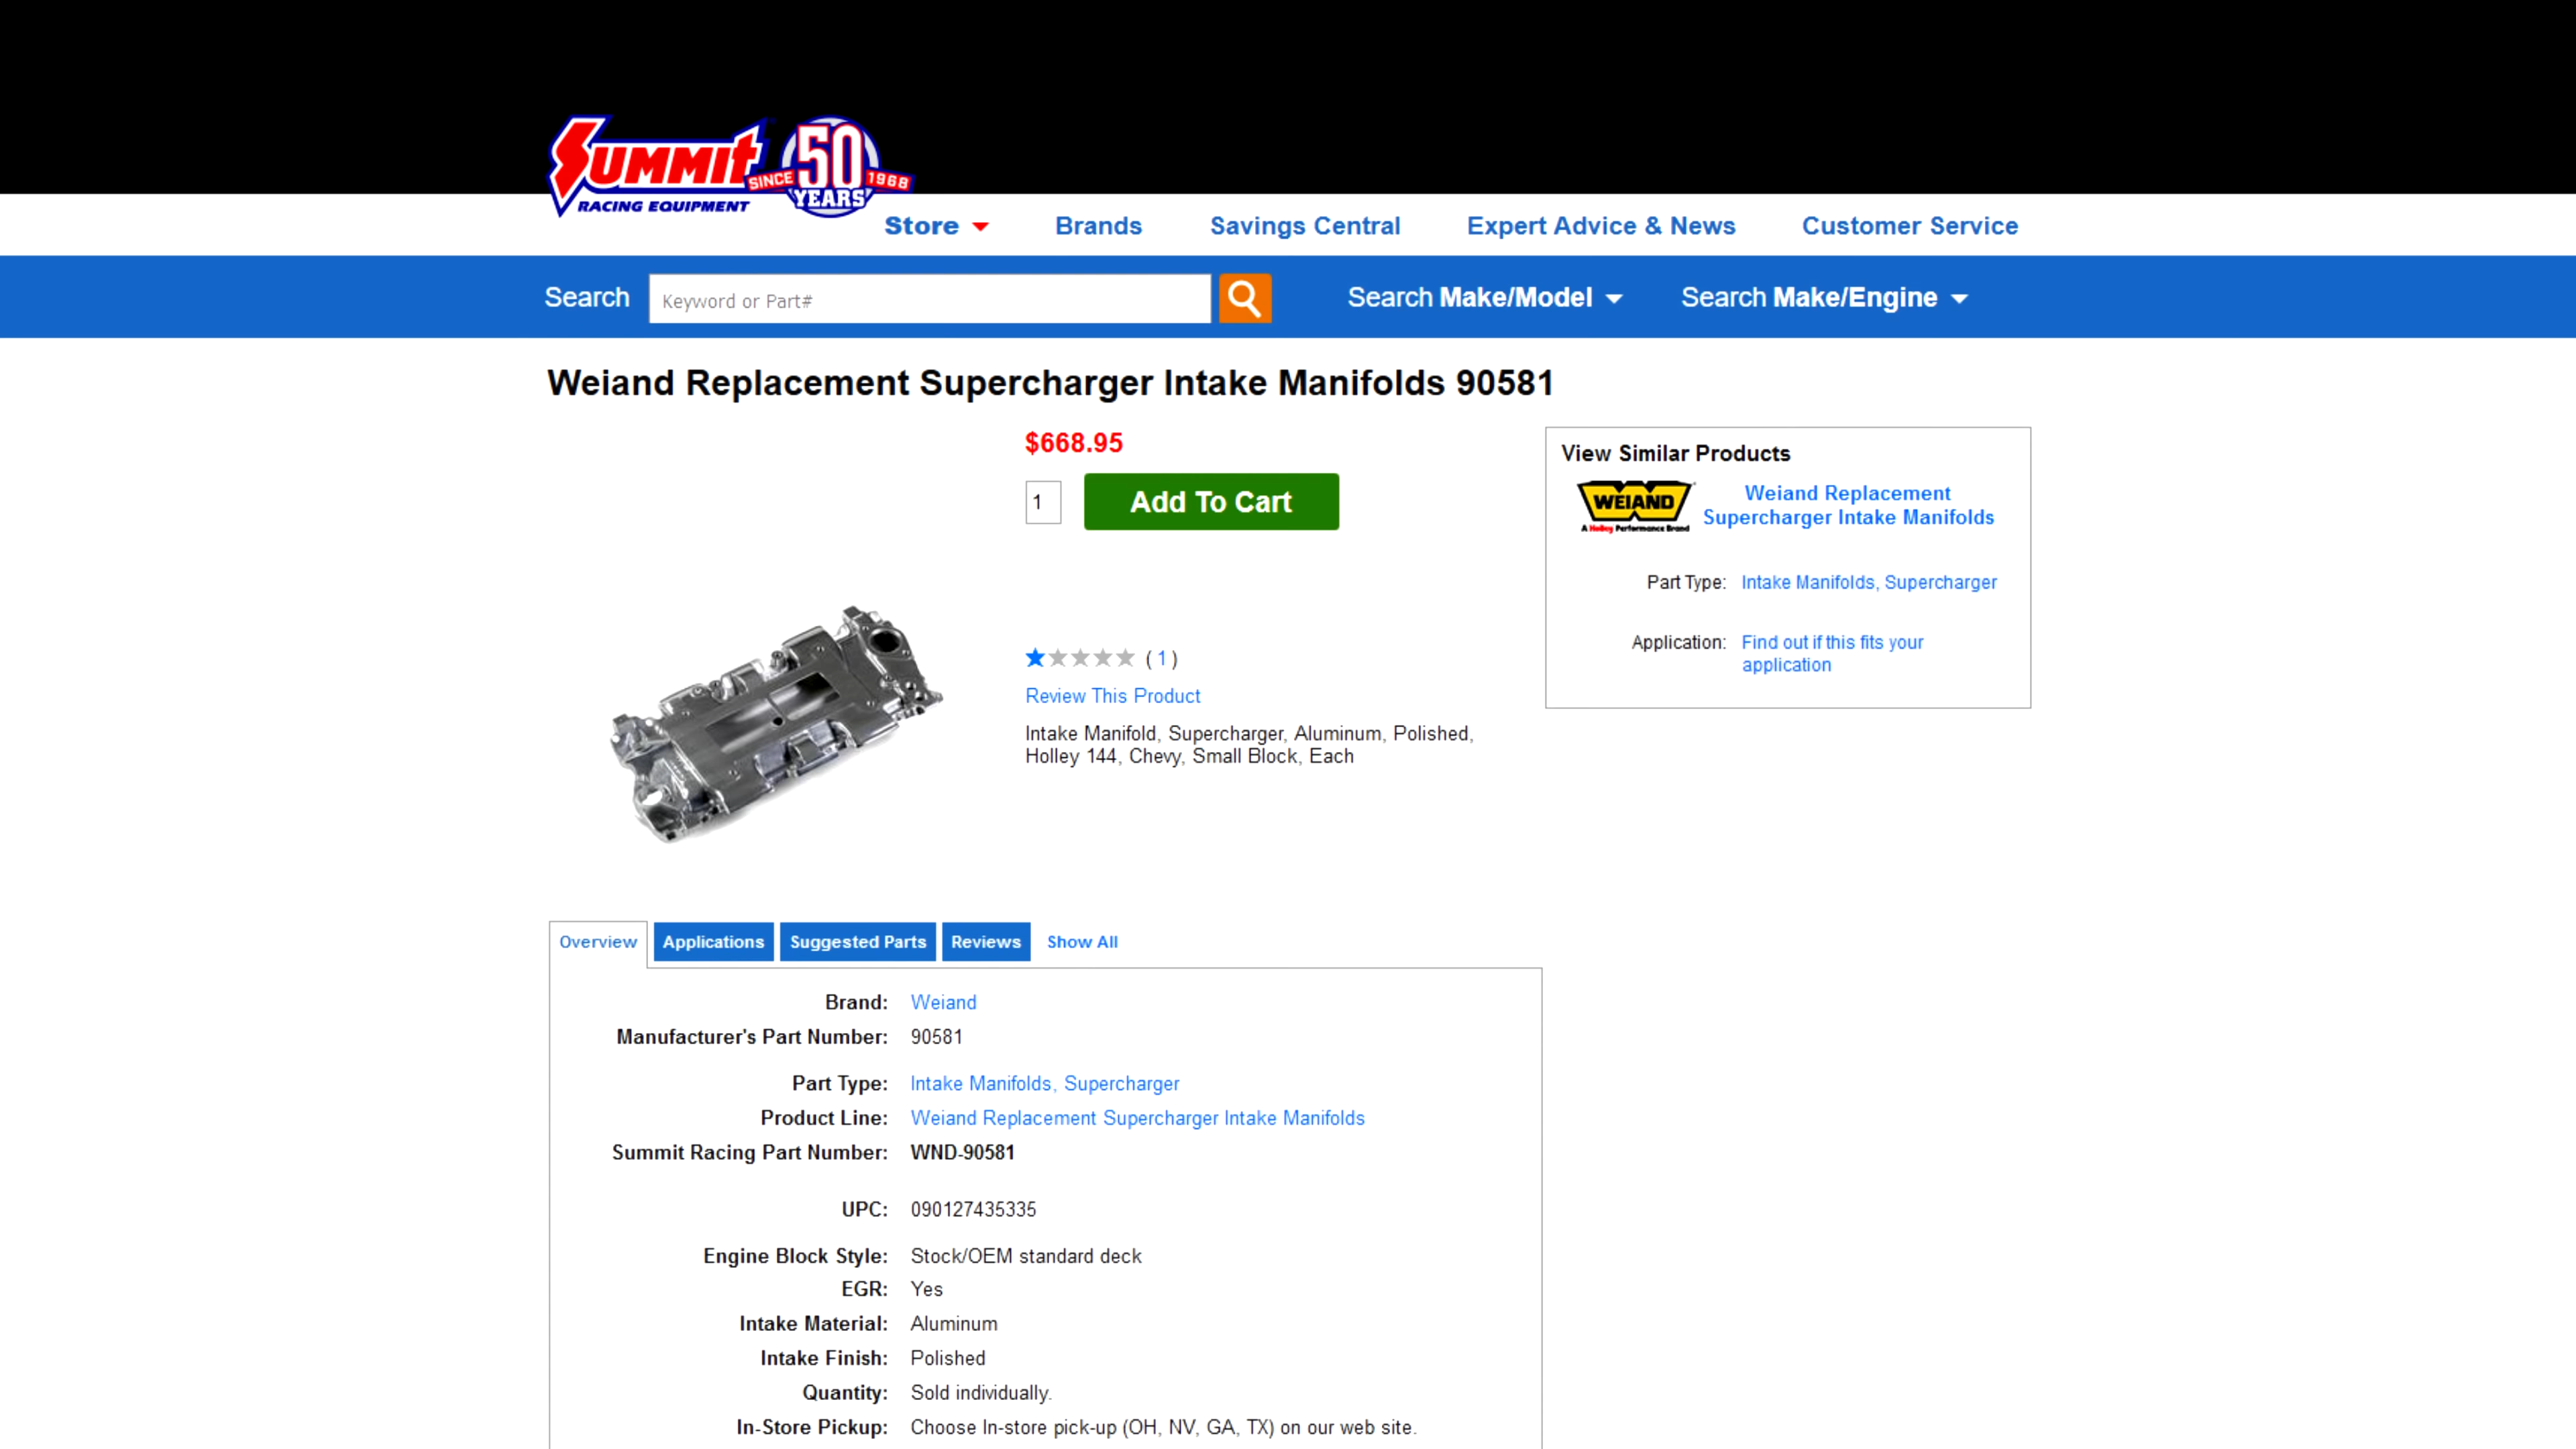 SUMMIT
RACING EQUIPMENT
SINCE 50 YEARS 1968
Store Brands Savings Central Expert Advice & News Customer Service
Search Keyword or Part# Search Make/Model Search Make/Engine
Weiand Replacement Supercharger Intake Manifolds 90581
$668.95
1 Add To Cart
(1)
Review This Product
Intake Manifold, Supercharger, Aluminum, Polished,
Holley 144, Chevy, Small Block, Each
View Similar Products
WEIAND
A Holley Performance Brand
Weiand Replacement
Supercharger Intake Manifolds
Part Type: Intake Manifolds, Supercharger
Application: Find out if this fits your
application
Overview Applications Suggested Parts Reviews Show All
Brand: Weiand
Manufacturer's Part Number: 90581
Part Type: Intake Manifolds, Supercharger
Product Line: Weiand Replacement Supercharger Intake Manifolds
Summit Racing Part Number: WND-90581
UPC: 090127435335
Engine Block Style: Stock/OEM standard deck
EGR: Yes
Intake Material: Aluminum
Intake Finish: Polished
Quantity: Sold individually.
In-Store Pickup: Choose In-store pick-up (OH, NV, GA, TX) on our web site.